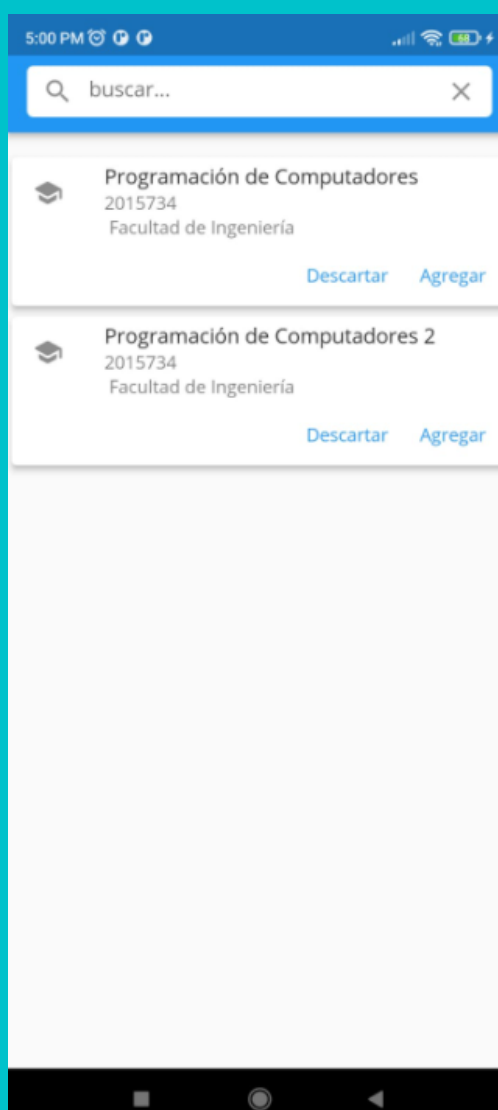 5:00 PM
58
buscar...
Programación de Computadores
2015734
Facultad de Ingeniería
Descartar Agregar
Programación de Computadores 2
2015734
Facultad de Ingeniería
Descartar Agregar